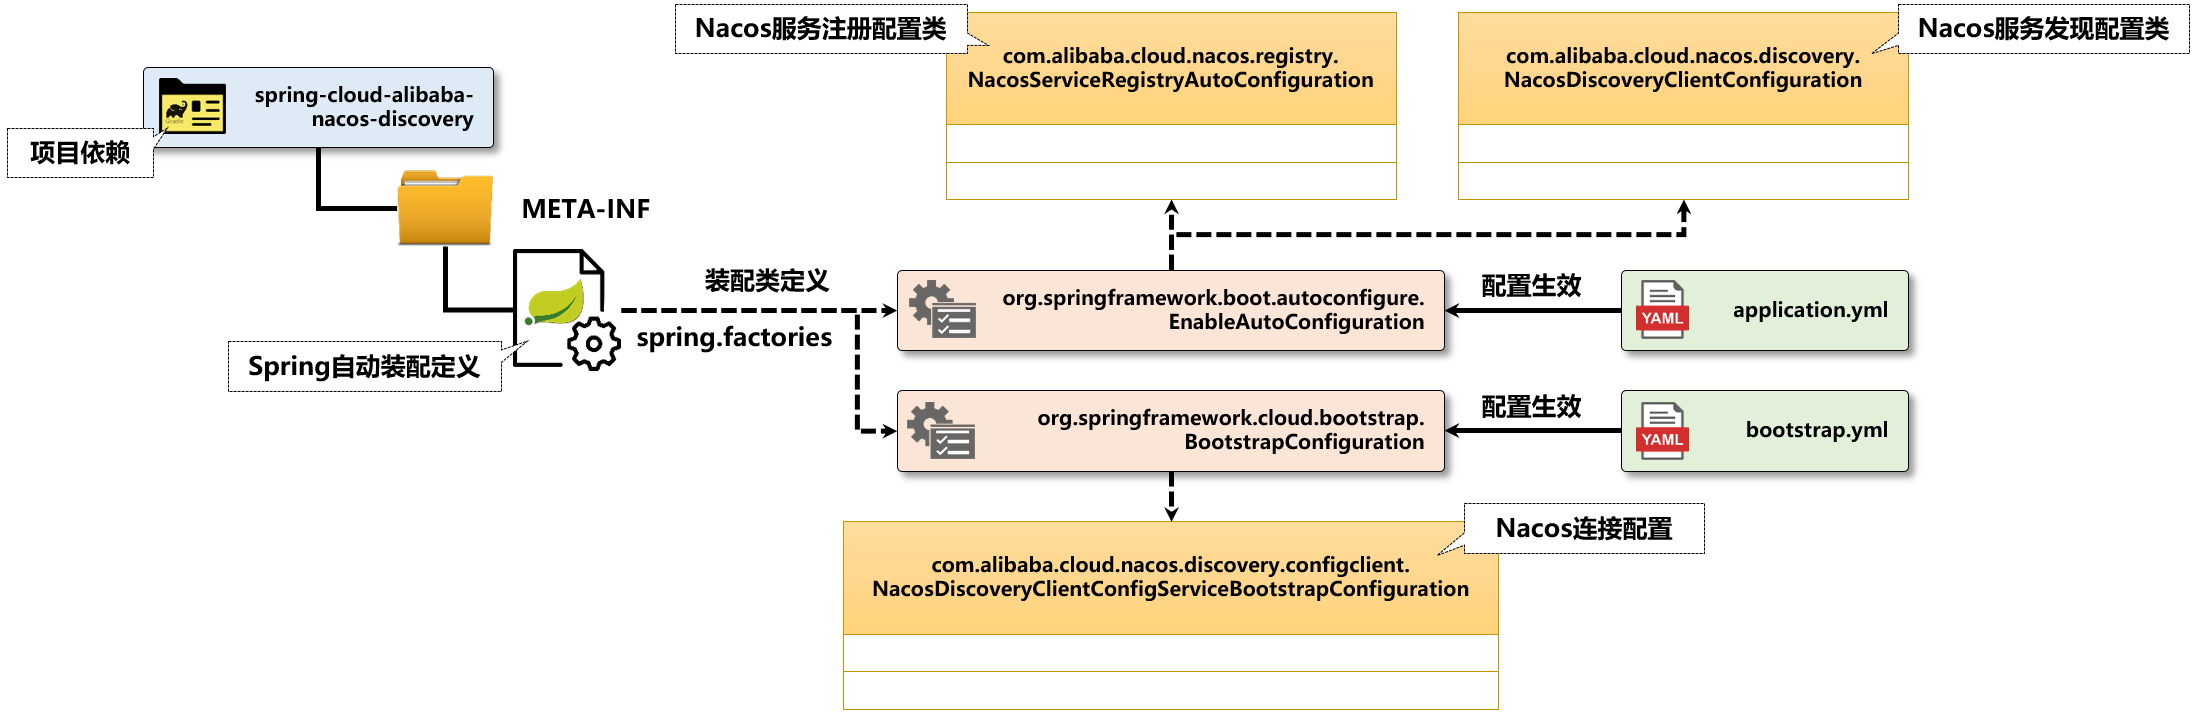 Nacos服务注册配置类
com.alibaba.cloud.nacos.registry.
NacosServiceRegistryAutoConfiguration
com.alibaba.cloud.nacos.discovery.
NacosDiscoveryClientConfiguration
Nacos服务发现配置类
spring-cloud-alibaba-
nacos-discovery
Gradle
项目依赖
META-INF
装配类定义
spring.factories
Spring自动装配定义
org.springframework.boot.autoconfigure.
EnableAutoConfiguration
配置生效
YAML
application.yml
org.springframework.cloud.bootstrap.
BootstrapConfiguration
配置生效
YAML
bootstrap.yml
Nacos连接配置
com.alibaba.cloud.nacos.discovery.configclient.
NacosDiscoveryClientConfigServiceBootstrapConfiguration